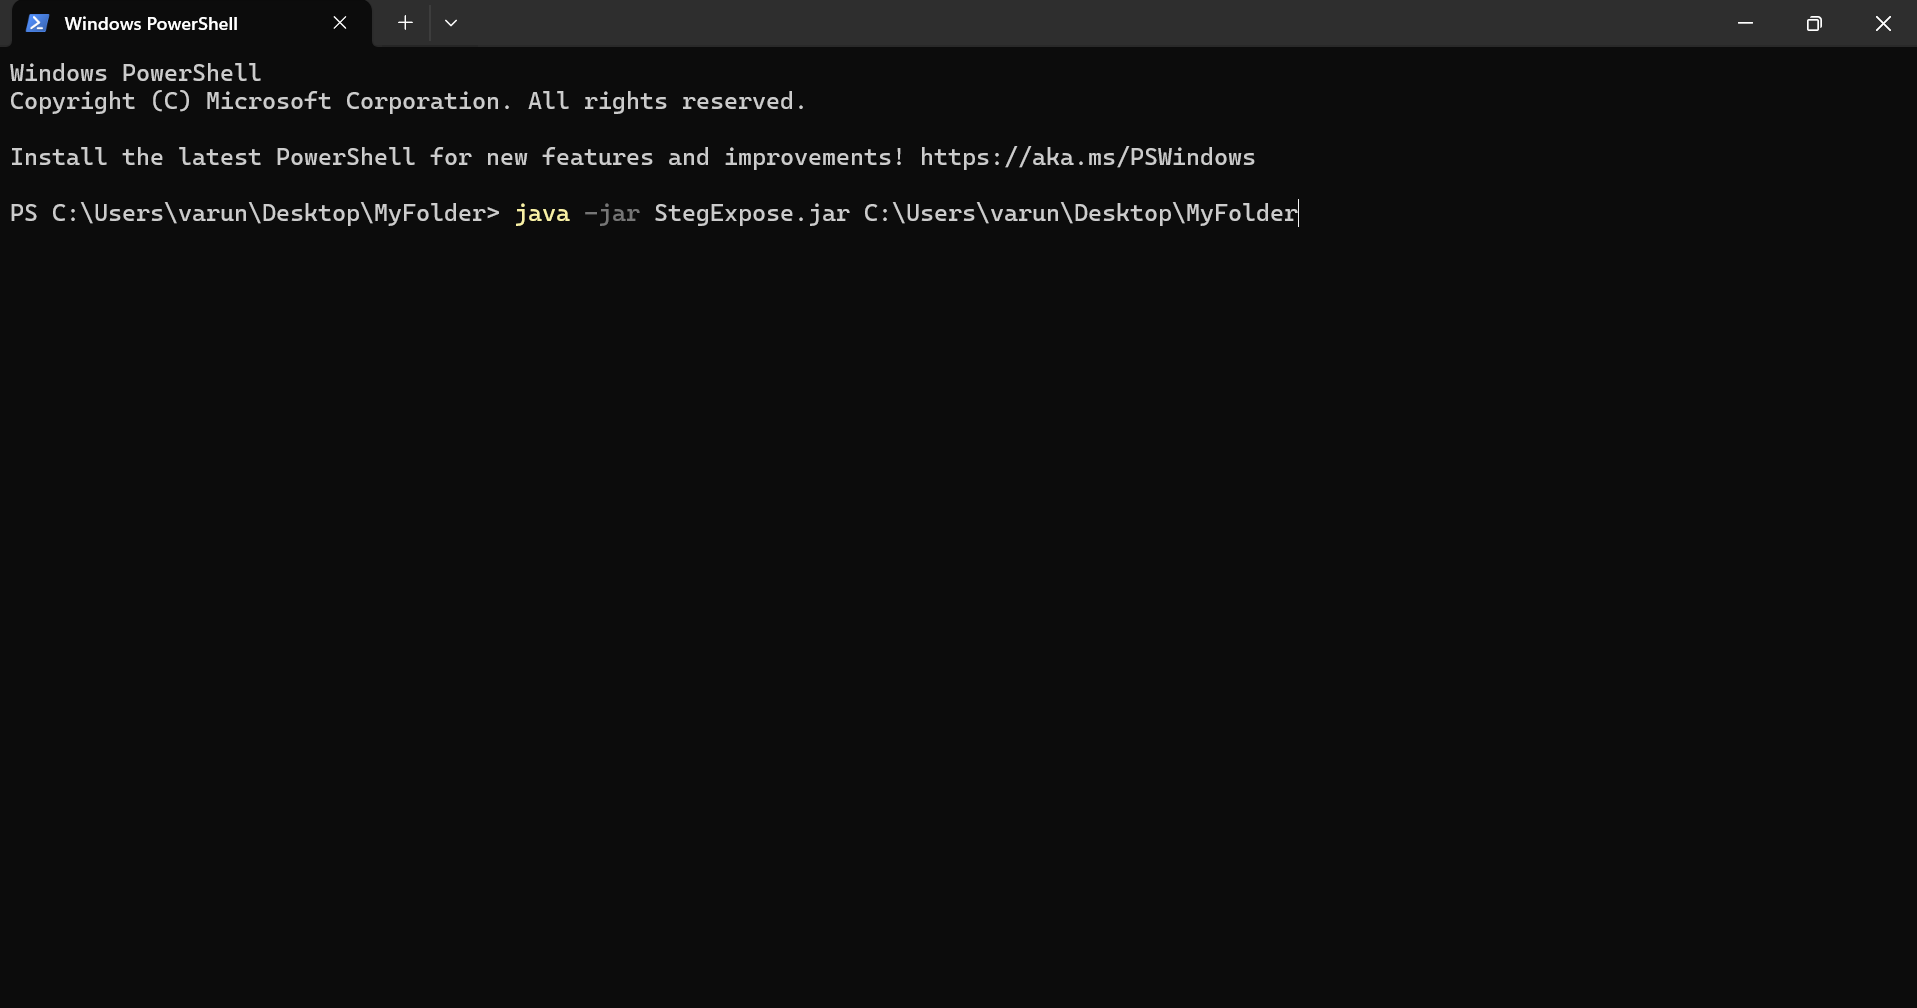 Windows PowerShell
Windows PowerShell
Copyright (C) Microsoft Corporation. All rights reserved.
Install the latest PowerShell for new features and improvements! https://aka.ms/PSWindows
PS C:\Users\varun\Desktop\MyFolder> java -jar StegExpose.jar C:\Users\varun\Desktop\MyFolder